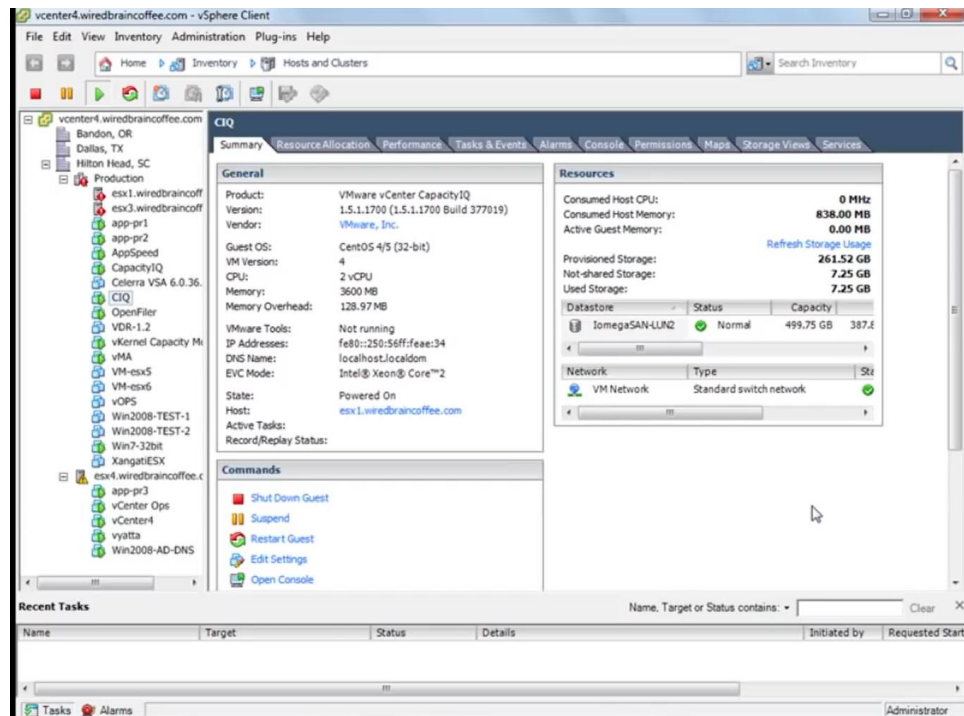 vcenter4.wiredbraincoffee.com - vSphere Client
File Edit View Inventory Administration Plug-ins Help
Home Inventory Hosts and Clusters Search Inventory
vcenter4.wiredbraincoffee.com
Bandon, OR
Dallas, TX
Hilton Head, SC
Production
esx1.wiredbraincoff
esx3.wiredbraincoff
app-pr1
app-pr2
AppSpeed
CapacityIQ
Celerra VSA 6.0.36.
CIQ
OpenFiler
VDR-1.2
vKernel Capacity M
vMA
VM-esx5
VM-esx6
vOPS
Win2008-TEST-1
Win2008-TEST-2
Win7-32bit
XangatiESX
esx4.wiredbraincoffee.c
app-pr3
vCenter Ops
vCenter4
vyatta
Win2008-AD-DNS
CIQ
Summary Resource Allocation Performance Tasks & Events Alarms Console Permissions Maps Storage Views Services
General
Product: VMware vCenter CapacityIQ
Version: 1.5.1.1700 (1.5.1.1700 Build 377019)
Vendor: VMware, Inc.
Guest OS: CentOS 4/5 (32-bit)
VM Version: 4
CPU: 2 vCPU
Memory: 3600 MB
Memory Overhead: 128.97 MB
VMware Tools: Not running
IP Addresses: fe80::250:56ff:feae:34
DNS Name: localhost.localdom
EVC Mode: Intel® Xeon® Core™2
State: Powered On
Host: esx1.wiredbraincoffee.com
Active Tasks:
Record/Replay Status:
Commands
Shut Down Guest
Suspend
Restart Guest
Edit Settings
Open Console
Resources
Consumed Host CPU: 0 MHz
Consumed Host Memory: 838.00 MB
Active Guest Memory: 0.00 MB
Refresh Storage Usage
Provisioned Storage: 261.52 GB
Not-shared Storage: 7.25 GB
Used Storage: 7.25 GB
Datastore Status Capacity
IomegaSAN-LUN2 Normal 499.75 GB 387.
Network Type Sta
VM Network Standard switch network
Recent Tasks Name, Target or Status contains: Clear
Name Target Status Details Initiated by Requested Start
Tasks Alarms Administrator